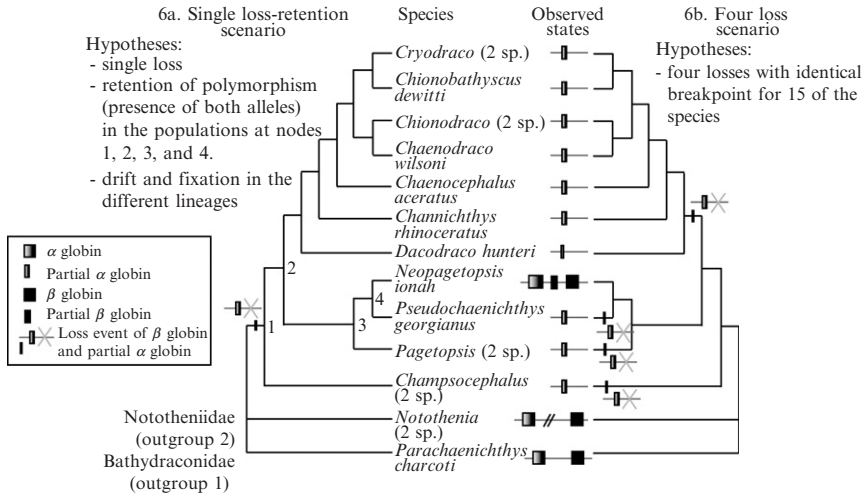 6a. Single loss-retention
scenario
Hypotheses:
- single loss
- retention of polymorphism
(presence of both alleles)
in the populations at nodes
1, 2, 3, and 4.
- drift and fixation in the
different lineages
Species
Observed
states
6b. Four loss
scenario
Hypotheses:
- four losses with identical
breakpoint for 15 of the
species
Cryodraco (2 sp.)
Chionobathyscus
dewitti
Chionodraco (2 sp.)
Chaenodraco
wilsoni
Chaenocephalus
aceratus
Channichthys
rhinoceratus
Dacodraco hunteri
Neopagetopsis
ionah
Pseudochaenichthys
georgianus
Pagetopsis (2 sp.)
Champsocephalus
(2 sp.)
Notothenia
(2 sp.)
Parachaenichthys
charcoti
1
2
3
4
α globin
Partial α globin
β globin
Partial β globin
Loss event of β globin
and partial α globin
Nototheniidae
(outgroup 2)
Bathydraconidae
(outgroup 1)